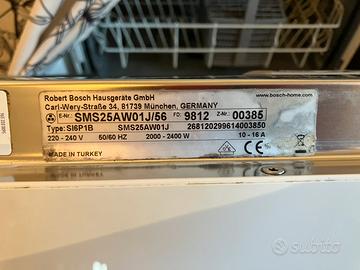 Robert Bosch Hausgeräte GmbH
www.bosch-home.com
Carl-Wery-Straße 34, 81739 München, GERMANY
E-Nr. SMS25AW01J/56 FD: 9812 Z-Nr. 00385
Type: SI6P1B SMS25AW01J 268120299614003850
220 - 240 V 50/60 HZ 2000 - 2400 W 10 - 16 A
MADE IN TURKEY
CE
subito